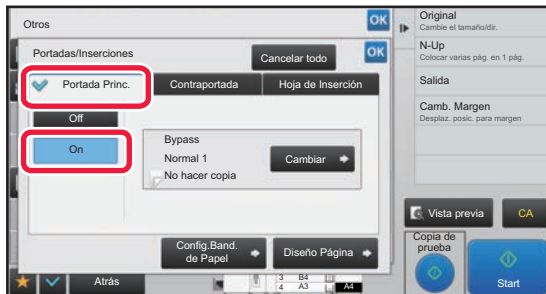 Otros
OK
Portadas/Inserciones
Cancelar todo
OK
Portada Princ.
Contraportada
Hoja de Inserción
Off
On
Bypass
Normal 1
No hacer copia
Cambiar
Config.Band.
de Papel
Diseño Página
Atrás
3 B4
4 A3
A4
Original
Cambie el tamaño/dir.
N-Up
Colocar varias pág. en 1 pág.
Salida
Camb. Margen
Desplaz. posic. para margen
Vista previa
CA
Copia de
prueba
Start